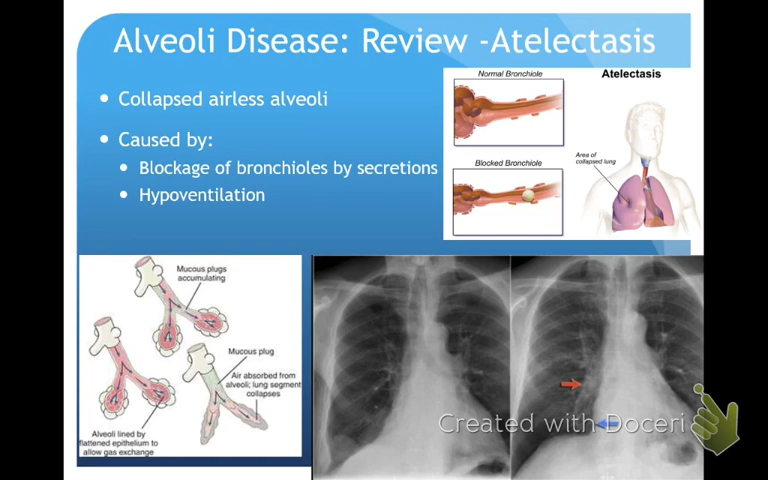 Alveoli Disease: Review -Atelectasis
Collapsed airless alveoli
Caused by:
Blockage of bronchioles by secretions
Hypoventilation
Normal Bronchiole
Atelectasis
Area of
collapsed lung
Blocked Bronchiole
Mucous plugs
accumulating
Mucous plug
Air absorbed from
alveoli; lung segment
collapses
Alveoli lined by
flattened epithelium to
allow gas exchange
Created with Doceri